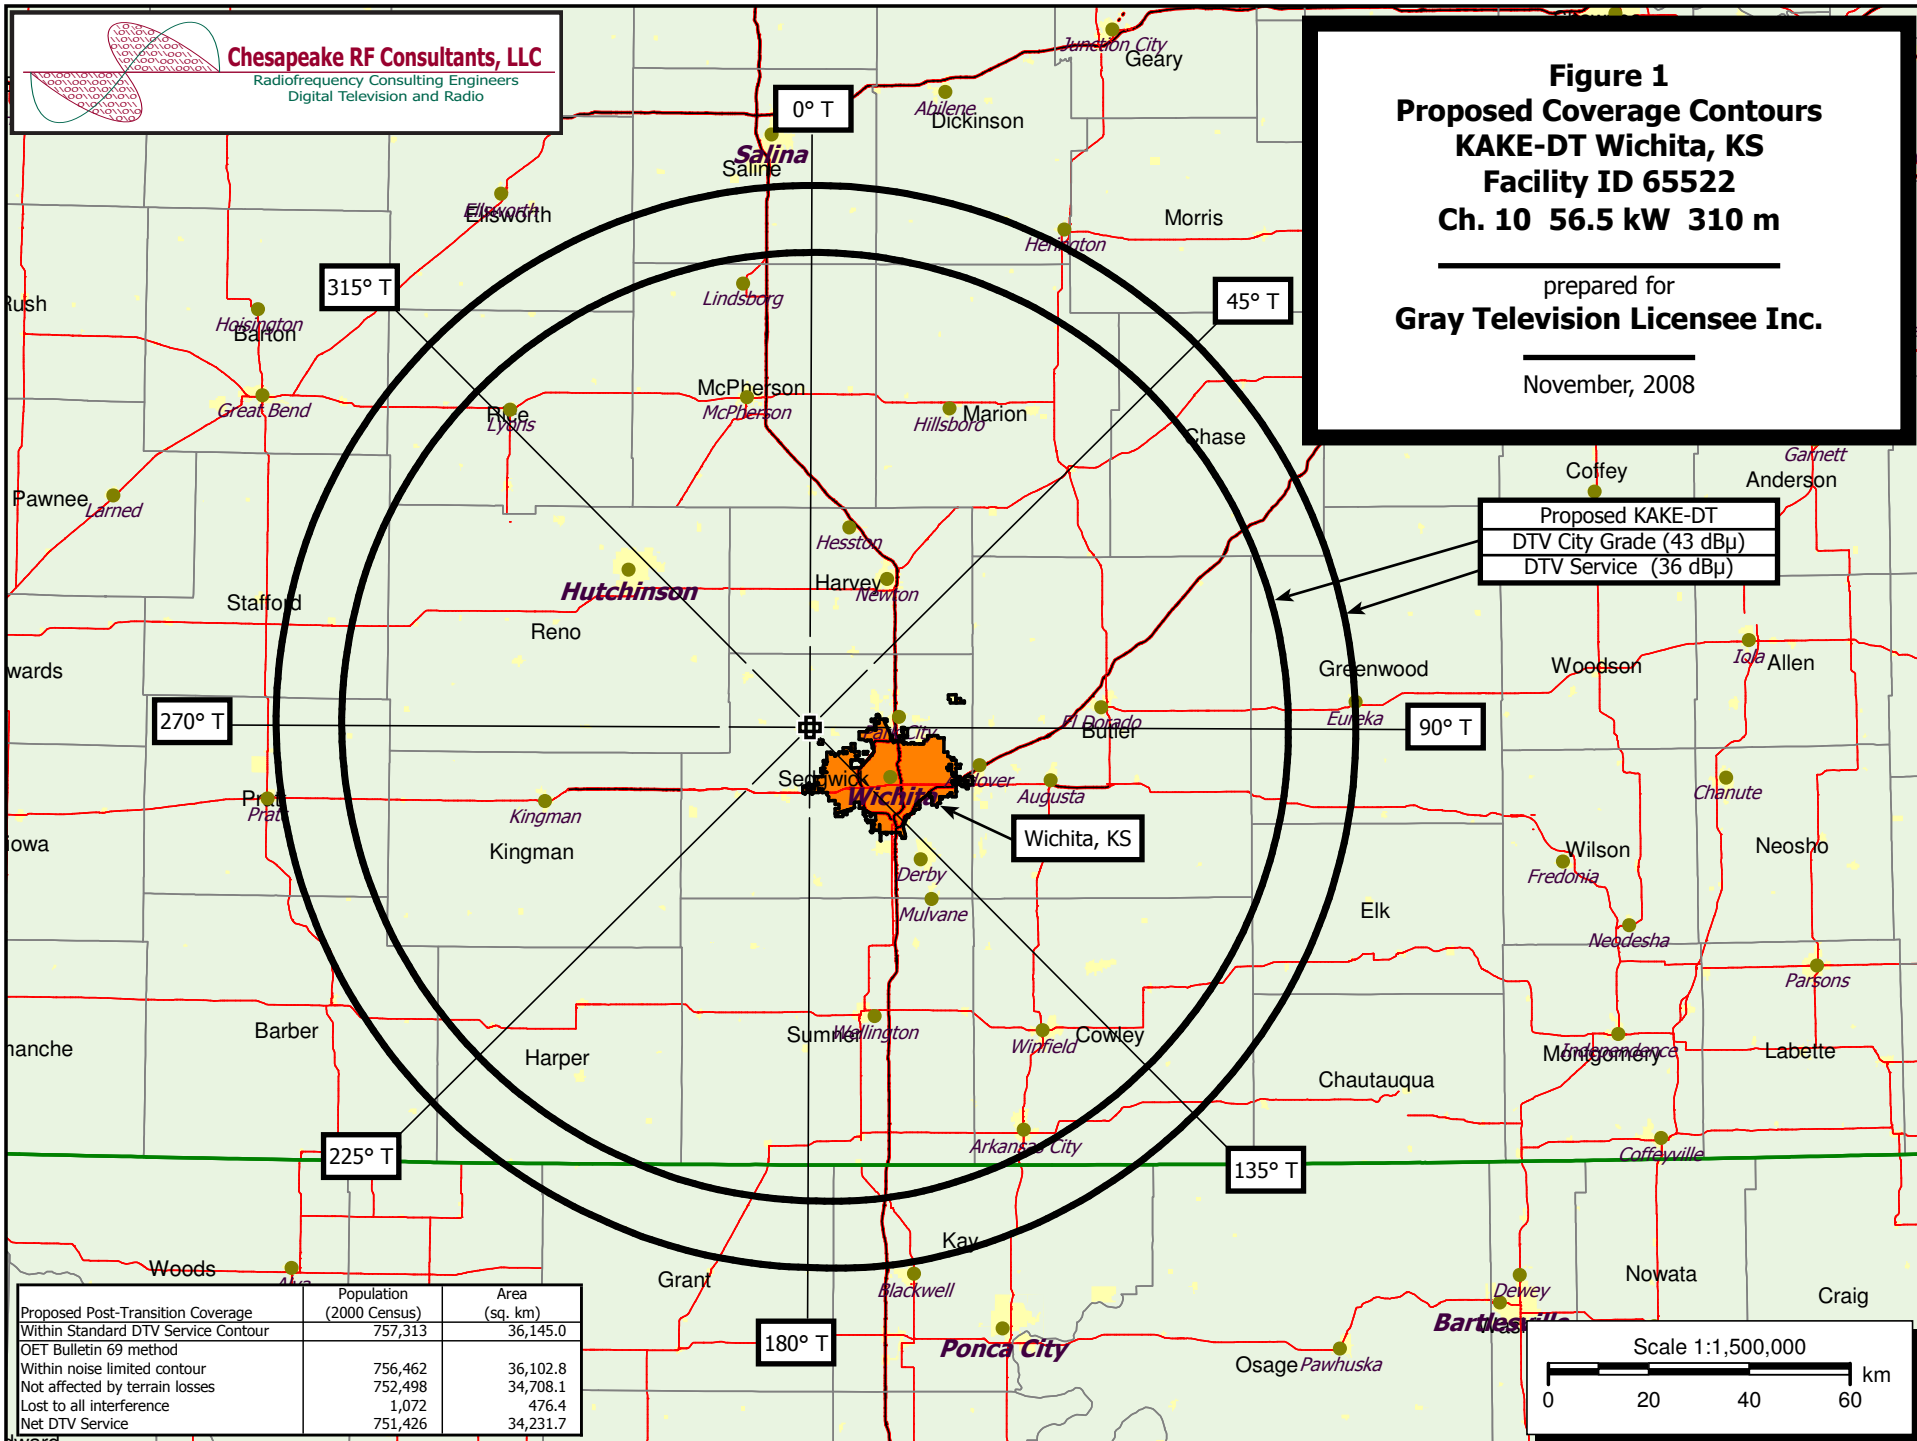 Chesapeake RF Consultants, LLC
Radiofrequency Consulting Engineers
Digital Television and Radio
Figure 1
Proposed Coverage Contours
KAKE-DT Wichita, KS
Facility ID 65522
Ch. 10 56.5 kW 310 m
prepared for
Gray Television Licensee Inc.
November, 2008
Junction City
Geary
0° T
Abilene
Dickinson
Salina
Saline
Ellsworth
Ellsworth
Morris
Herington
315° T
45° T
Lindsborg
Rush
Hoisington
Barton
McPherson
McPherson
Great Bend
Rice
Lyons
Hillsboro
Marion
Chase
Garnett
Coffey
Anderson
Pawnee
Larned
Proposed KAKE-DT
DTV City Grade (43 dBµ)
DTV Service (36 dBµ)
Hesston
Harvey
Newton
Hutchinson
Stafford
Reno
wards
Greenwood
Woodson
Iola
Allen
270° T
90° T
Park City
El Dorado
Butler
Eureka
Sedgwick
Andover
Augusta
Wichita
Chanute
Pratt
Pratt
Kingman
Kingman
Wichita, KS
iowa
Wilson
Fredonia
Neosho
Derby
Mulvane
Elk
Neodesha
Parsons
Barber
Harper
Sumner
Wellington
Winfield
Cowley
manche
Independence
Montgomery
Labette
Chautauqua
Arkansas City
Coffeyville
225° T
135° T
Kay
Woods
Alva
Grant
Blackwell
Dewey
Nowata
Craig
Bartlesville
180° T
Ponca City
Osage
Pawhuska
Proposed Post-Transition Coverage Population (2000 Census) Area (sq. km)
Within Standard DTV Service Contour 757,313 36,145.0
OET Bulletin 69 method
Within noise limited contour 756,462 36,102.8
Not affected by terrain losses 752,498 34,708.1
Lost to all interference 1,072 476.4
Net DTV Service 751,426 34,231.7
Scale 1:1,500,000
km
0 20 40 60